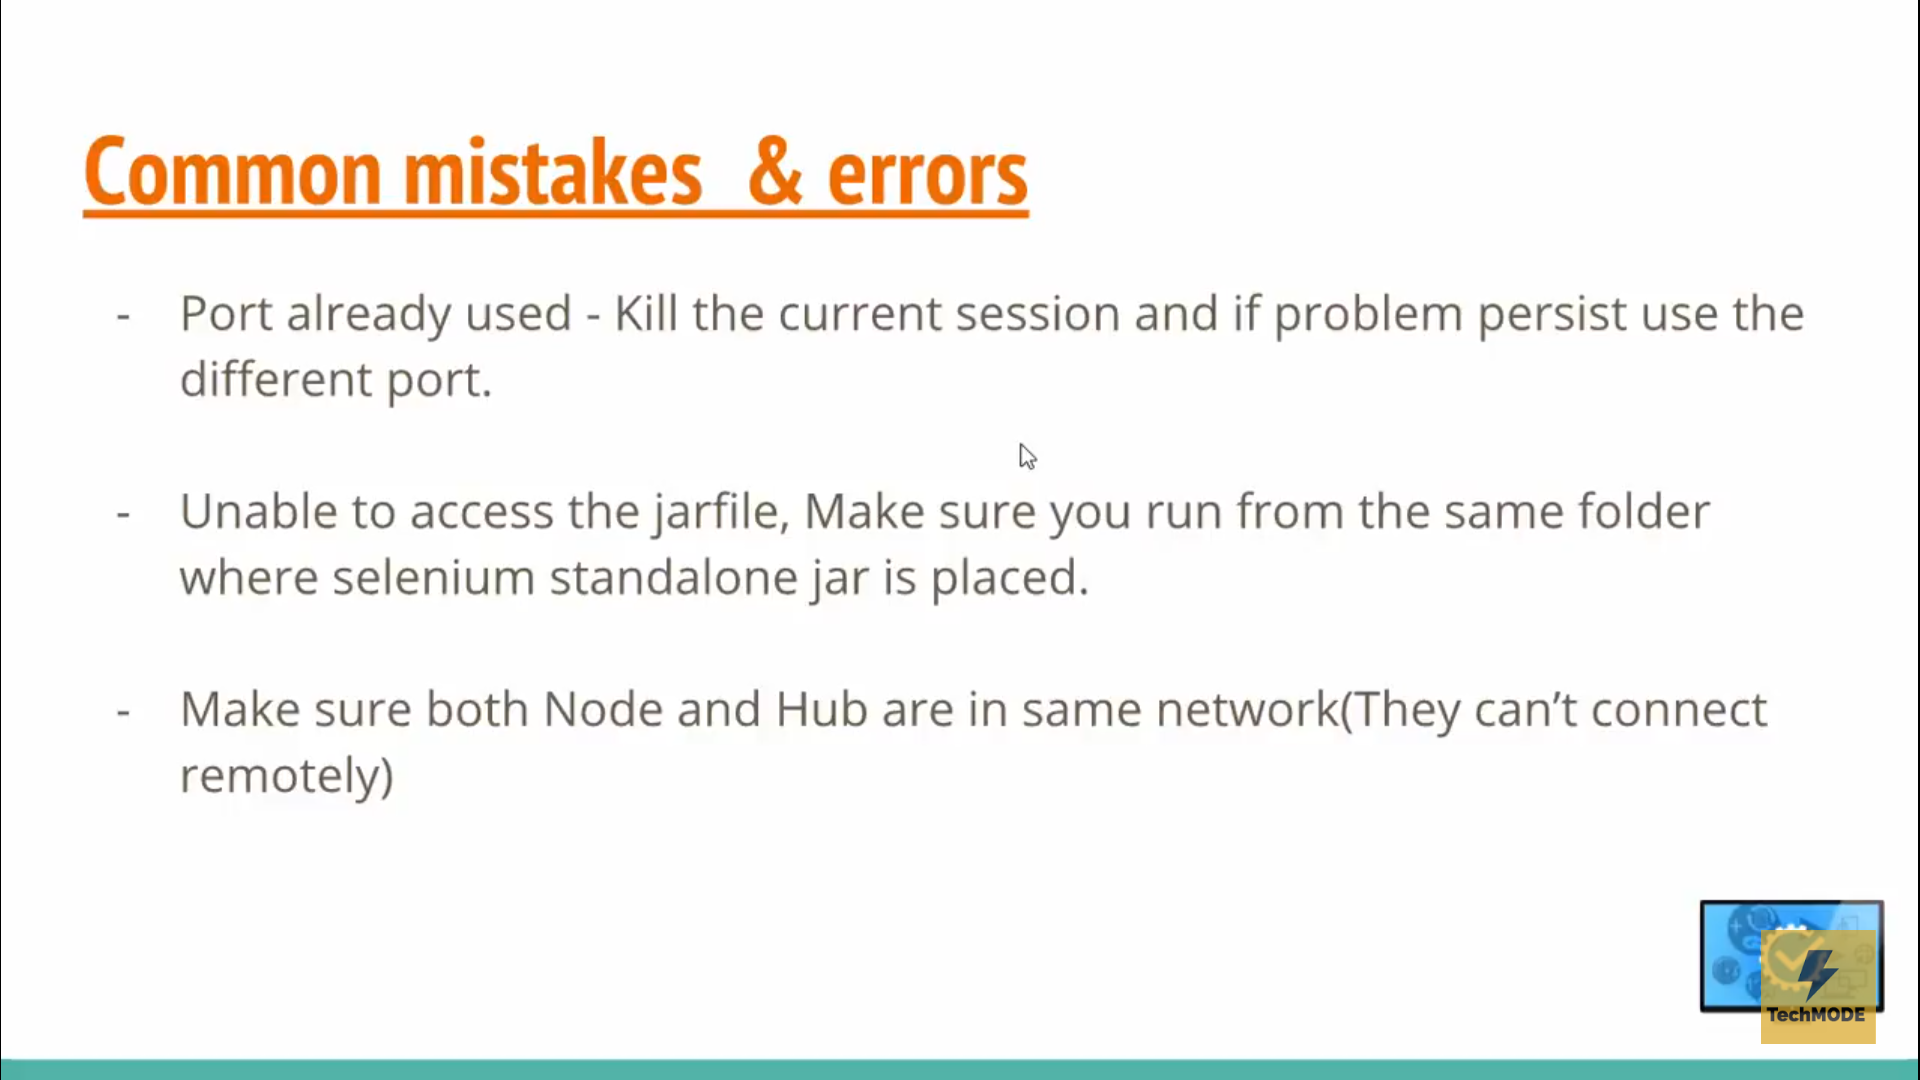 Common mistakes  & errors
- Port already used - Kill the current session and if problem persist use the
different port.
- Unable to access the jarfile, Make sure you run from the same folder
where selenium standalone jar is placed.
- Make sure both Node and Hub are in same network(They can’t connect
remotely)
TechMODE